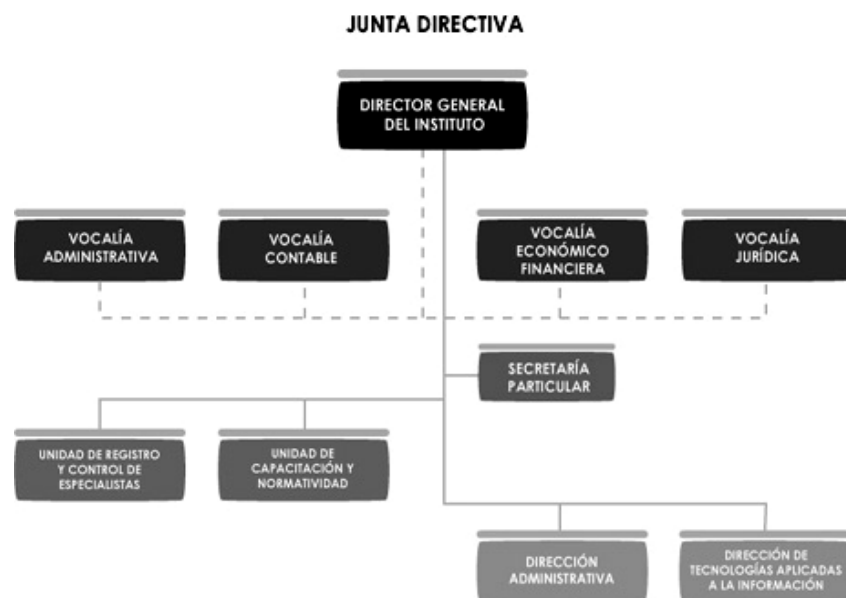 JUNTA DIRECTIVA
DIRECTOR GENERAL
DEL INSTITUTO
VOCALÍA
ADMINISTRATIVA
VOCALÍA
CONTABLE
VOCALÍA
ECONÓMICO
FINANCIERA
VOCALÍA
JURÍDICA
SECRETARÍA
PARTICULAR
UNIDAD DE REGISTRO
Y CONTROL DE
ESPECIALISTAS
UNIDAD DE
CAPACITACIÓN Y
NORMATIVIDAD
DIRECCIÓN
ADMINISTRATIVA
DIRECCIÓN DE
TECNOLOGÍAS APLICADAS
A LA INFORMACIÓN